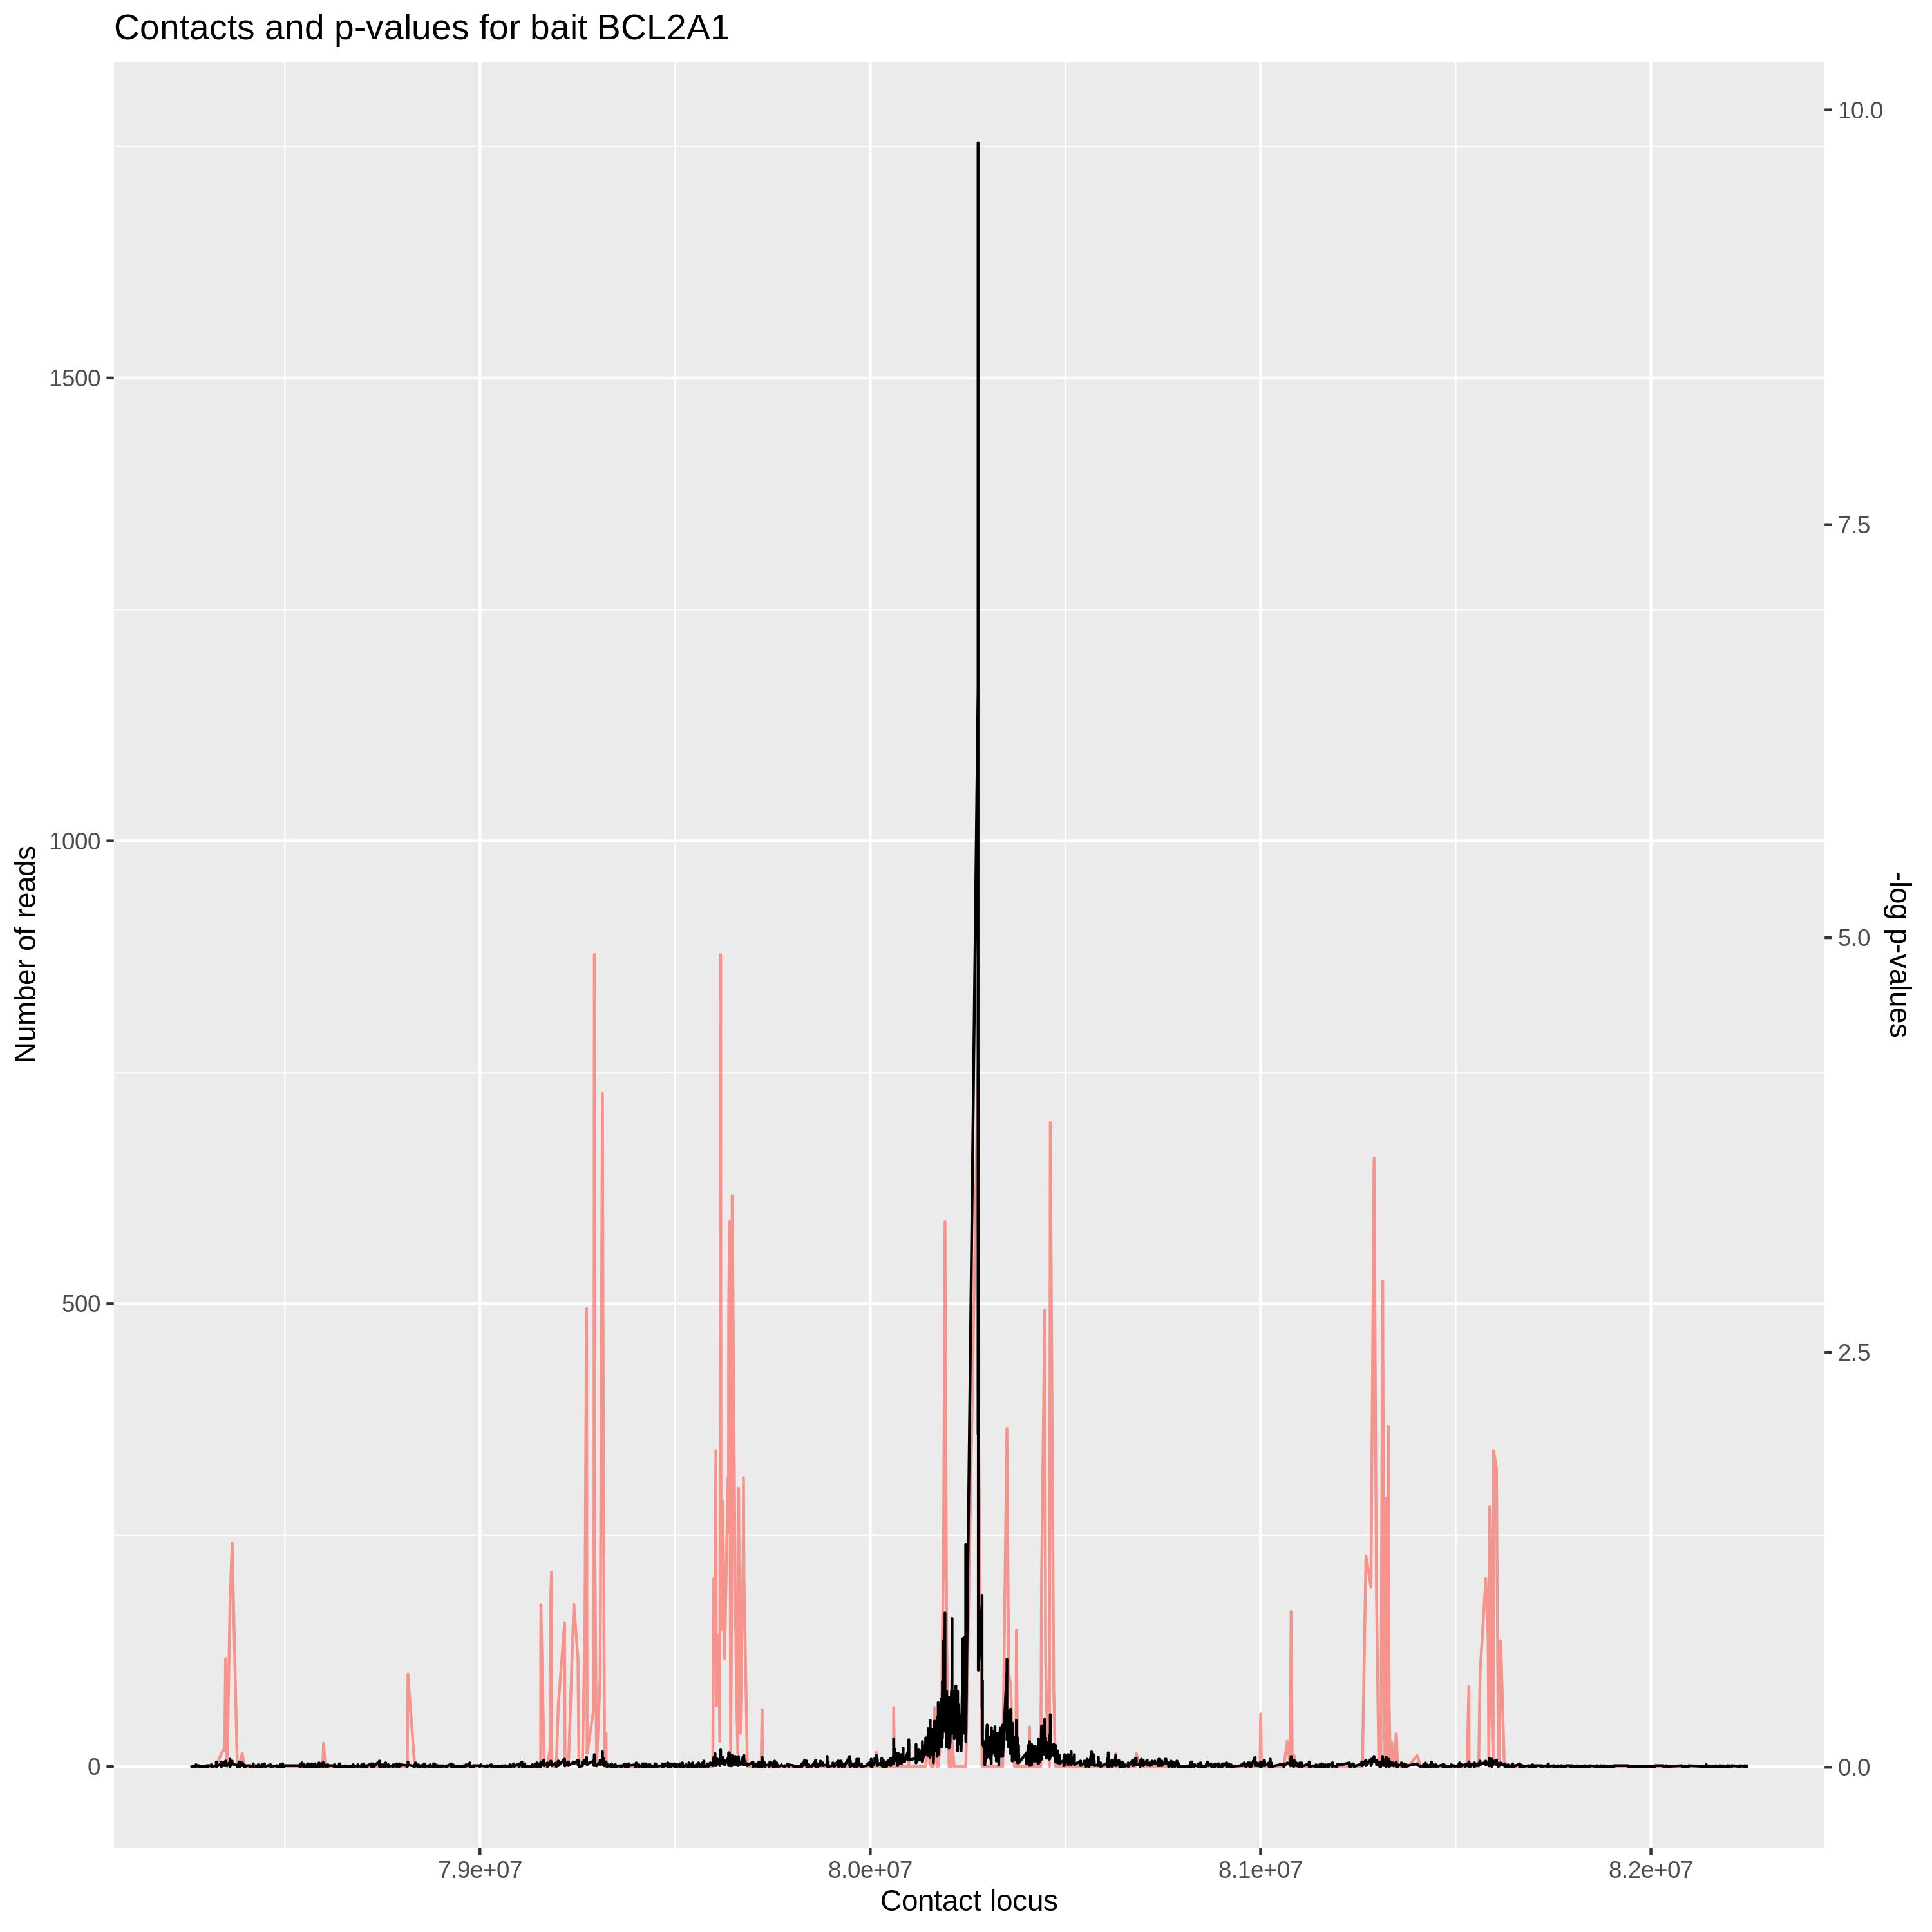 Contacts and p-values for bait BCL2A1
10.0
1500
7.5
1000
5.0
Number of reads
-log p-values
500
2.5
0
0.0
7.9e+07 8.0e+07 8.1e+07 8.2e+07
Contact locus